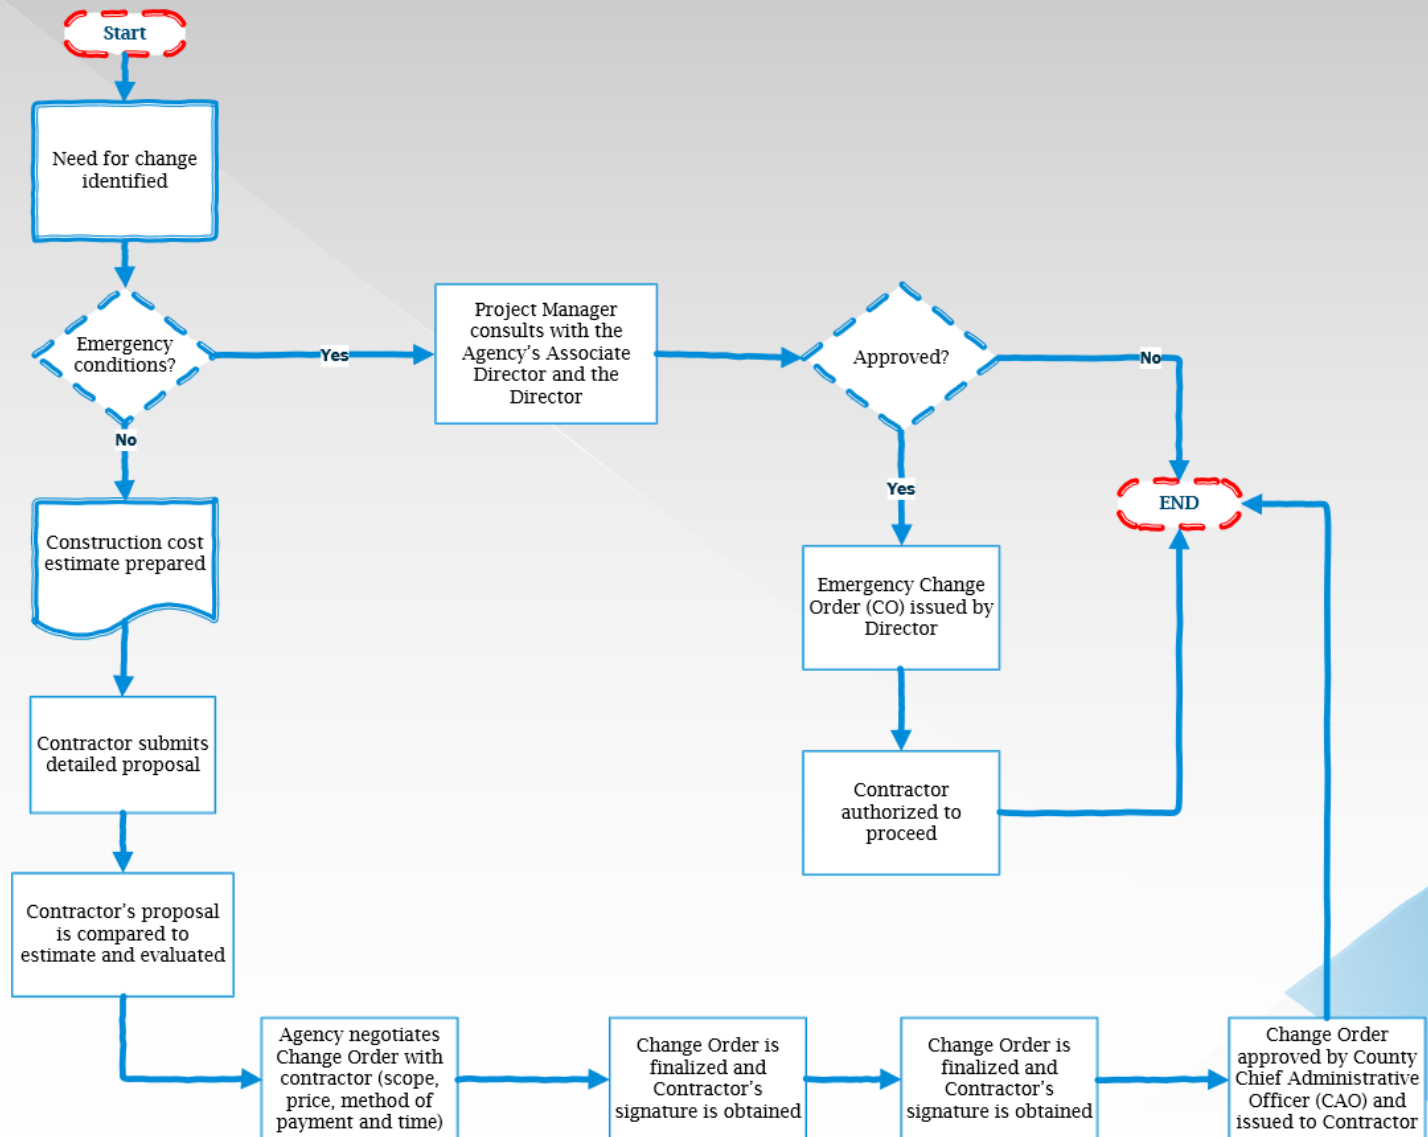 Start
Need for change
identified
Emergency
conditions?
Yes
Project Manager
consults with the
Agency’s Associate
Director and the
Director
Approved?
No
No
Yes
END
Construction cost
estimate prepared
Emergency Change
Order (CO) issued by
Director
Contractor submits
detailed proposal
Contractor
authorized to
proceed
Contractor’s proposal
is compared to
estimate and evaluated
Agency negotiates
Change Order with
contractor (scope,
price, method of
payment and time)
Change Order is
finalized and
Contractor’s
signature is obtained
Change Order is
finalized and
Contractor’s
signature is obtained
Change Order
approved by County
Chief Administrative
Officer (CAO) and
issued to Contractor